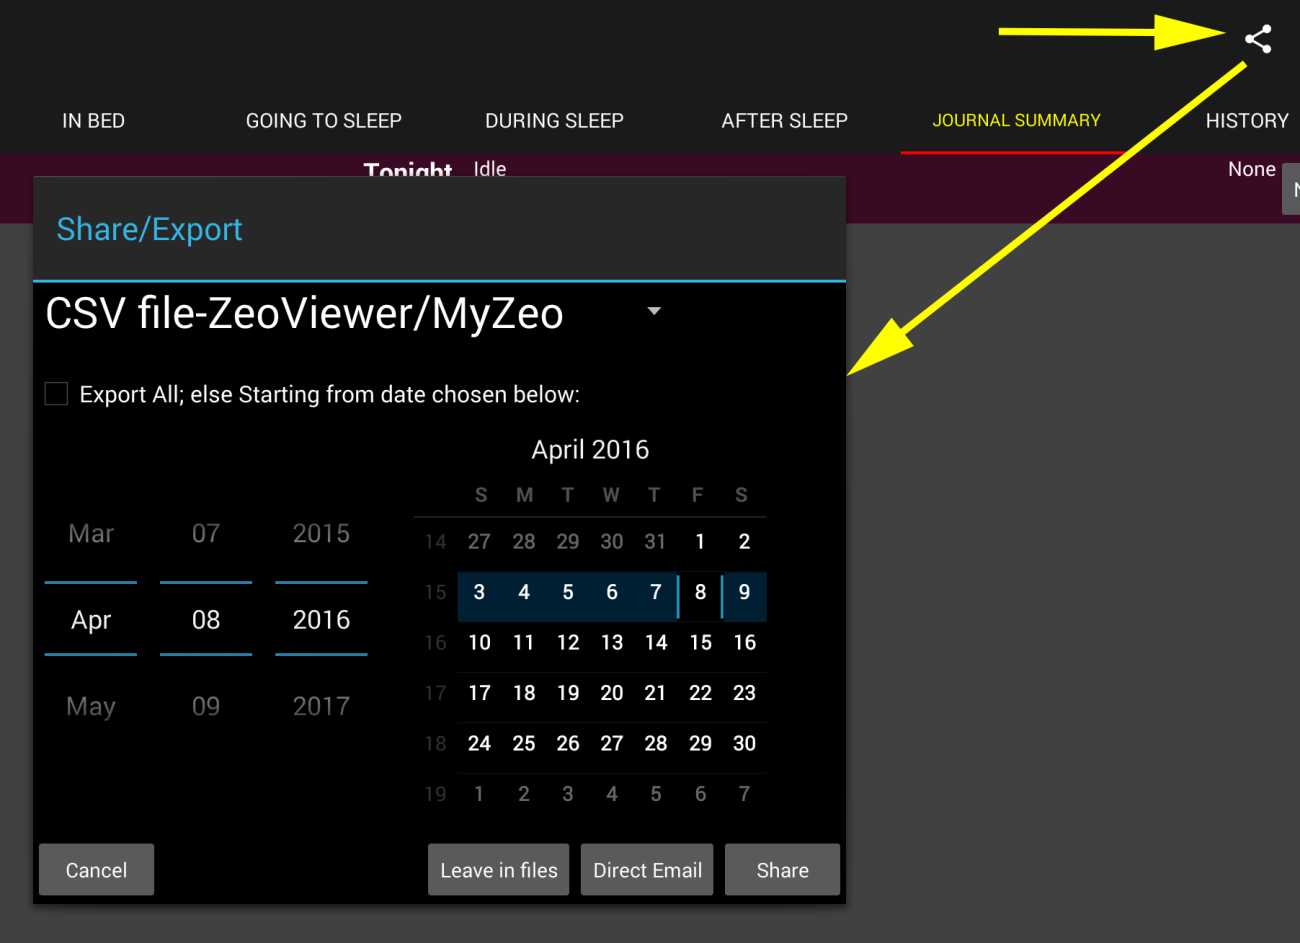 IN BED GOING TO SLEEP DURING SLEEP AFTER SLEEP JOURNAL SUMMARY HISTORY
Tonight Idle None N
Share/Export
CSV file-ZeoViewer/MyZeo
Export All; else Starting from date chosen below:
April 2016
S M T W T F S
Mar 07 2015
14 27 28 29 30 31 1 2
15 3 4 5 6 7 8 9
Apr 08 2016
16 10 11 12 13 14 15 16
17 17 18 19 20 21 22 23
May 09 2017
18 24 25 26 27 28 29 30
19 1 2 3 4 5 6 7
Cancel Leave in files Direct Email Share